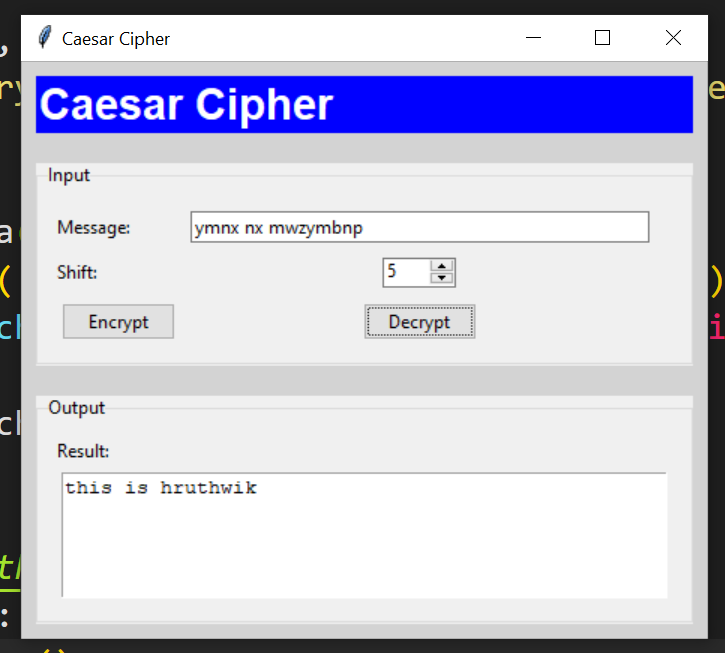 Caesar Cipher
Caesar Cipher
Input
Message: ymnx nx mwzymbnp
Shift: 5
Encrypt Decrypt
Output
Result:
this is hruthwik